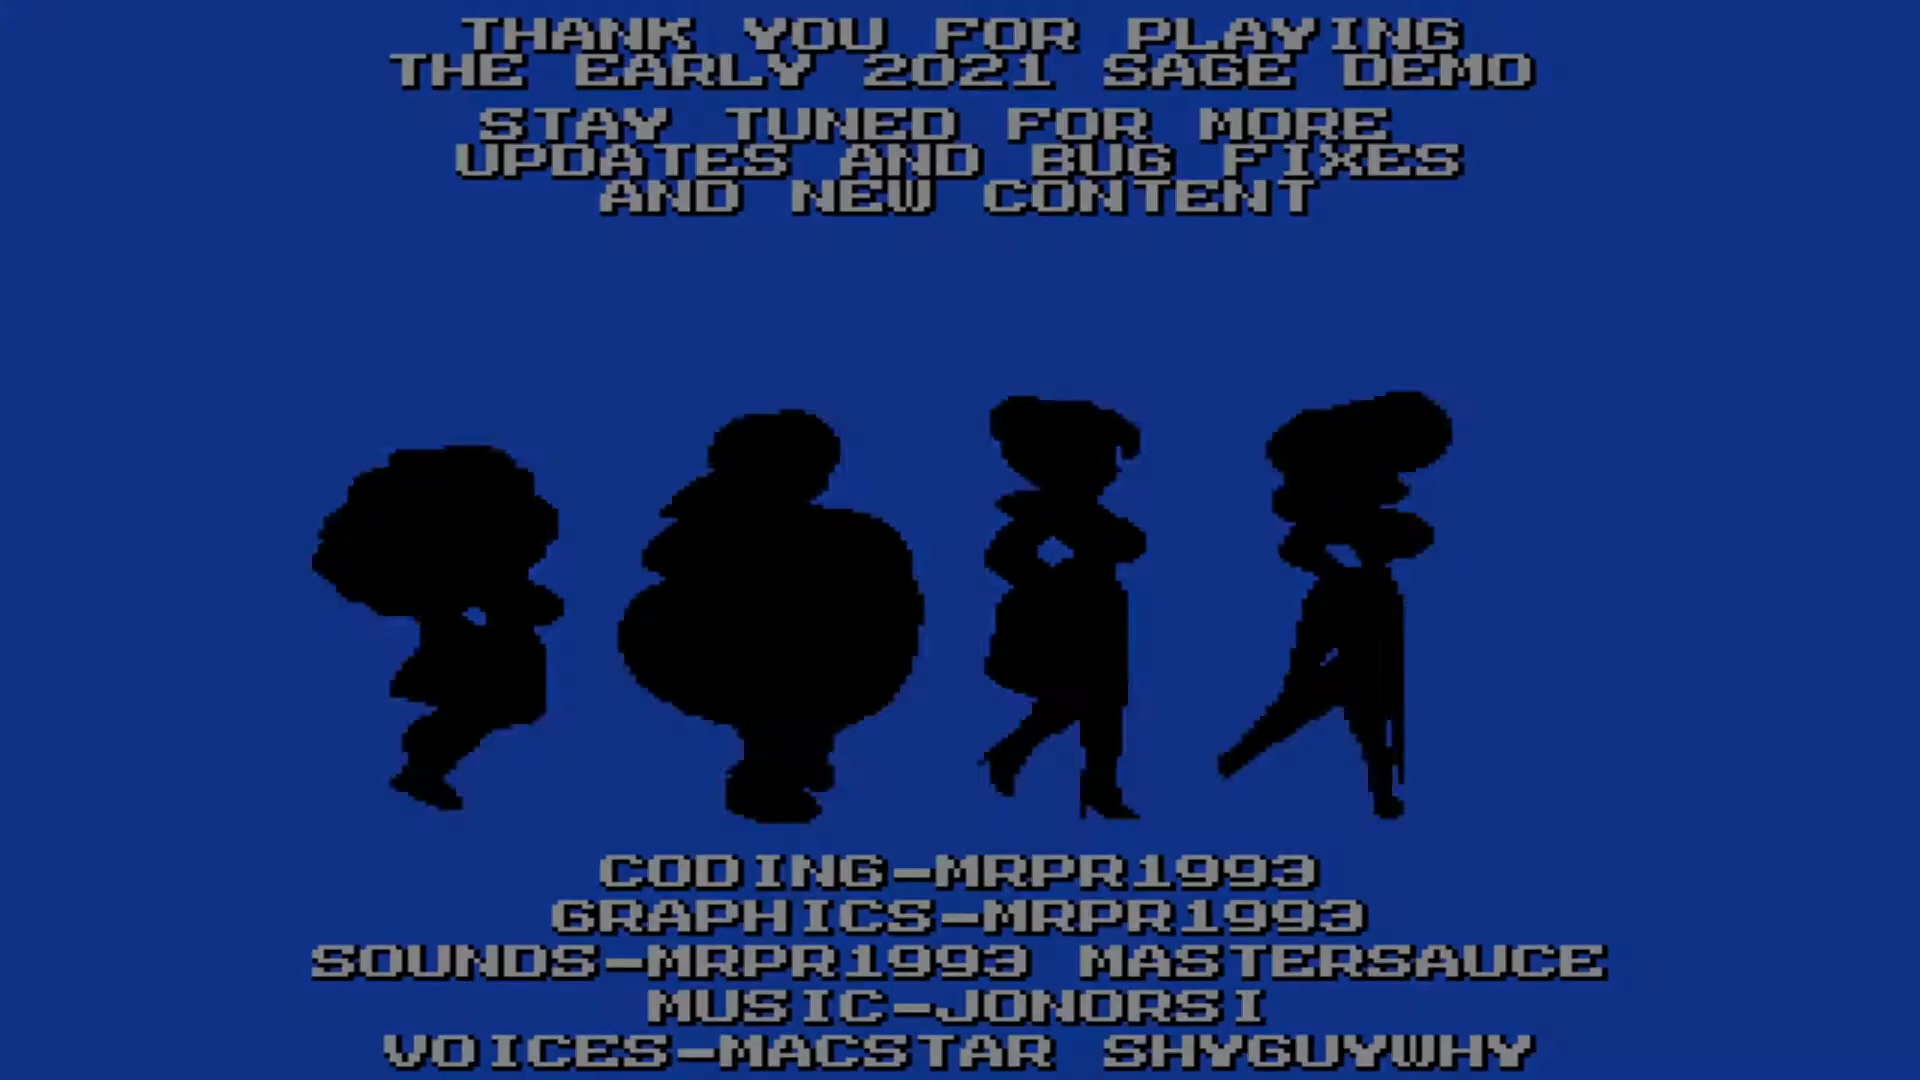 THANK YOU FOR PLAYING
THE EARLY 2021 SAGE DEMO
STAY TUNED FOR MORE
UPDATES AND BUG FIXES
AND NEW CONTENT
CODING-MRPR1993
GRAPHICS-MRPR1993
SOUNDS-MRPR1993 MASTERSAUCE
MUSIC-JONORSI
VOICES-MACSTAR SHYGUYWHY